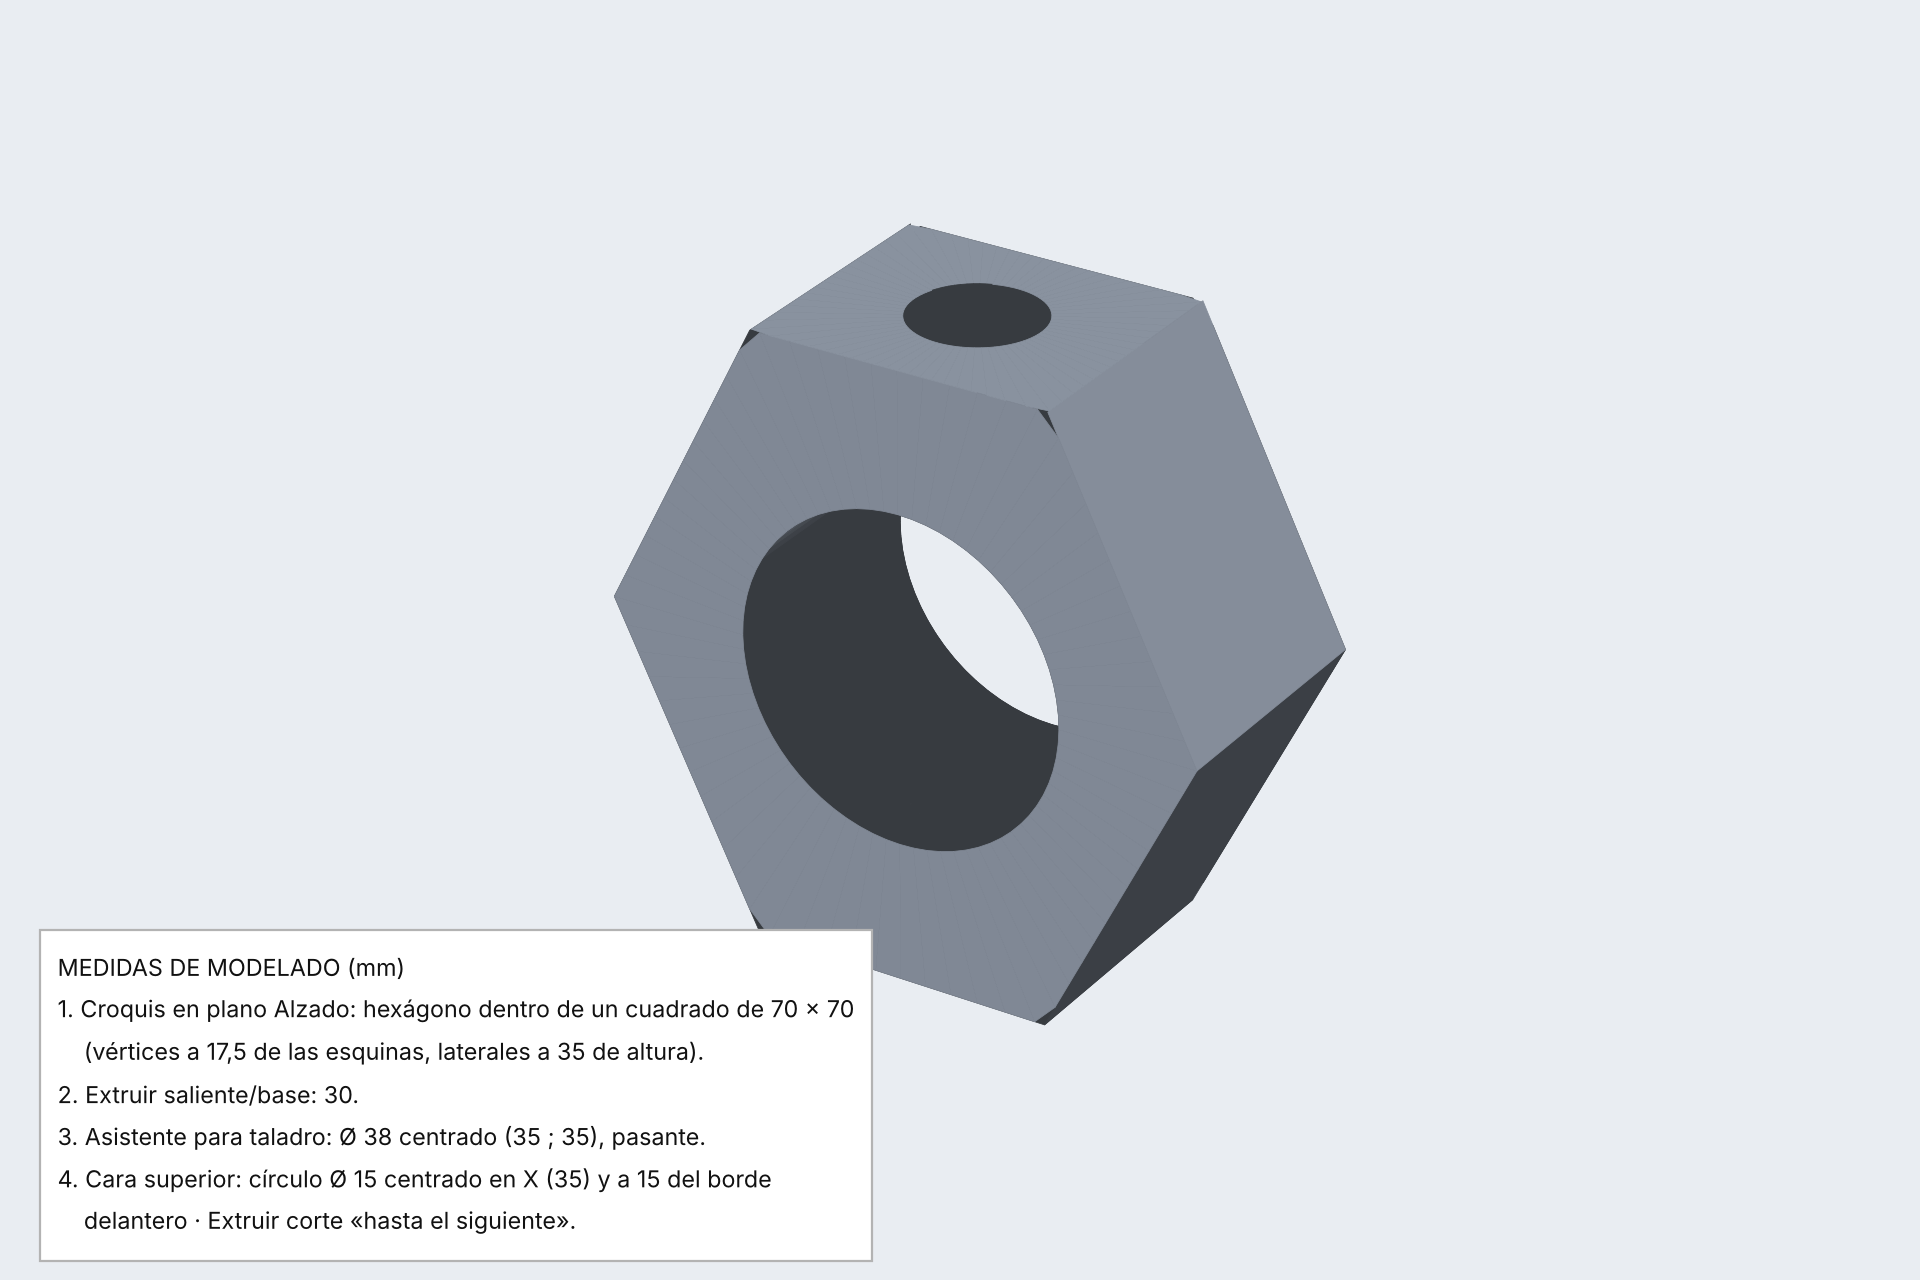 MEDIDAS DE MODELADO (mm)
1. Croquis en plano Alzado: hexágono dentro de un cuadrado de 70 × 70
(vértices a 17,5 de las esquinas, laterales a 35 de altura).
2. Extruir saliente/base: 30.
3. Asistente para taladro: Ø 38 centrado (35 ; 35), pasante.
4. Cara superior: círculo Ø 15 centrado en X (35) y a 15 del borde
delantero · Extruir corte «hasta el siguiente».